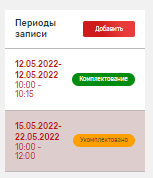 Периоды
записи
Добавить
12.05.2022-
12.05.2022
10:00 -
10:15
Комплектование
15.05.2022-
22.05.2022
10:00 -
12:00
Укомплектовано